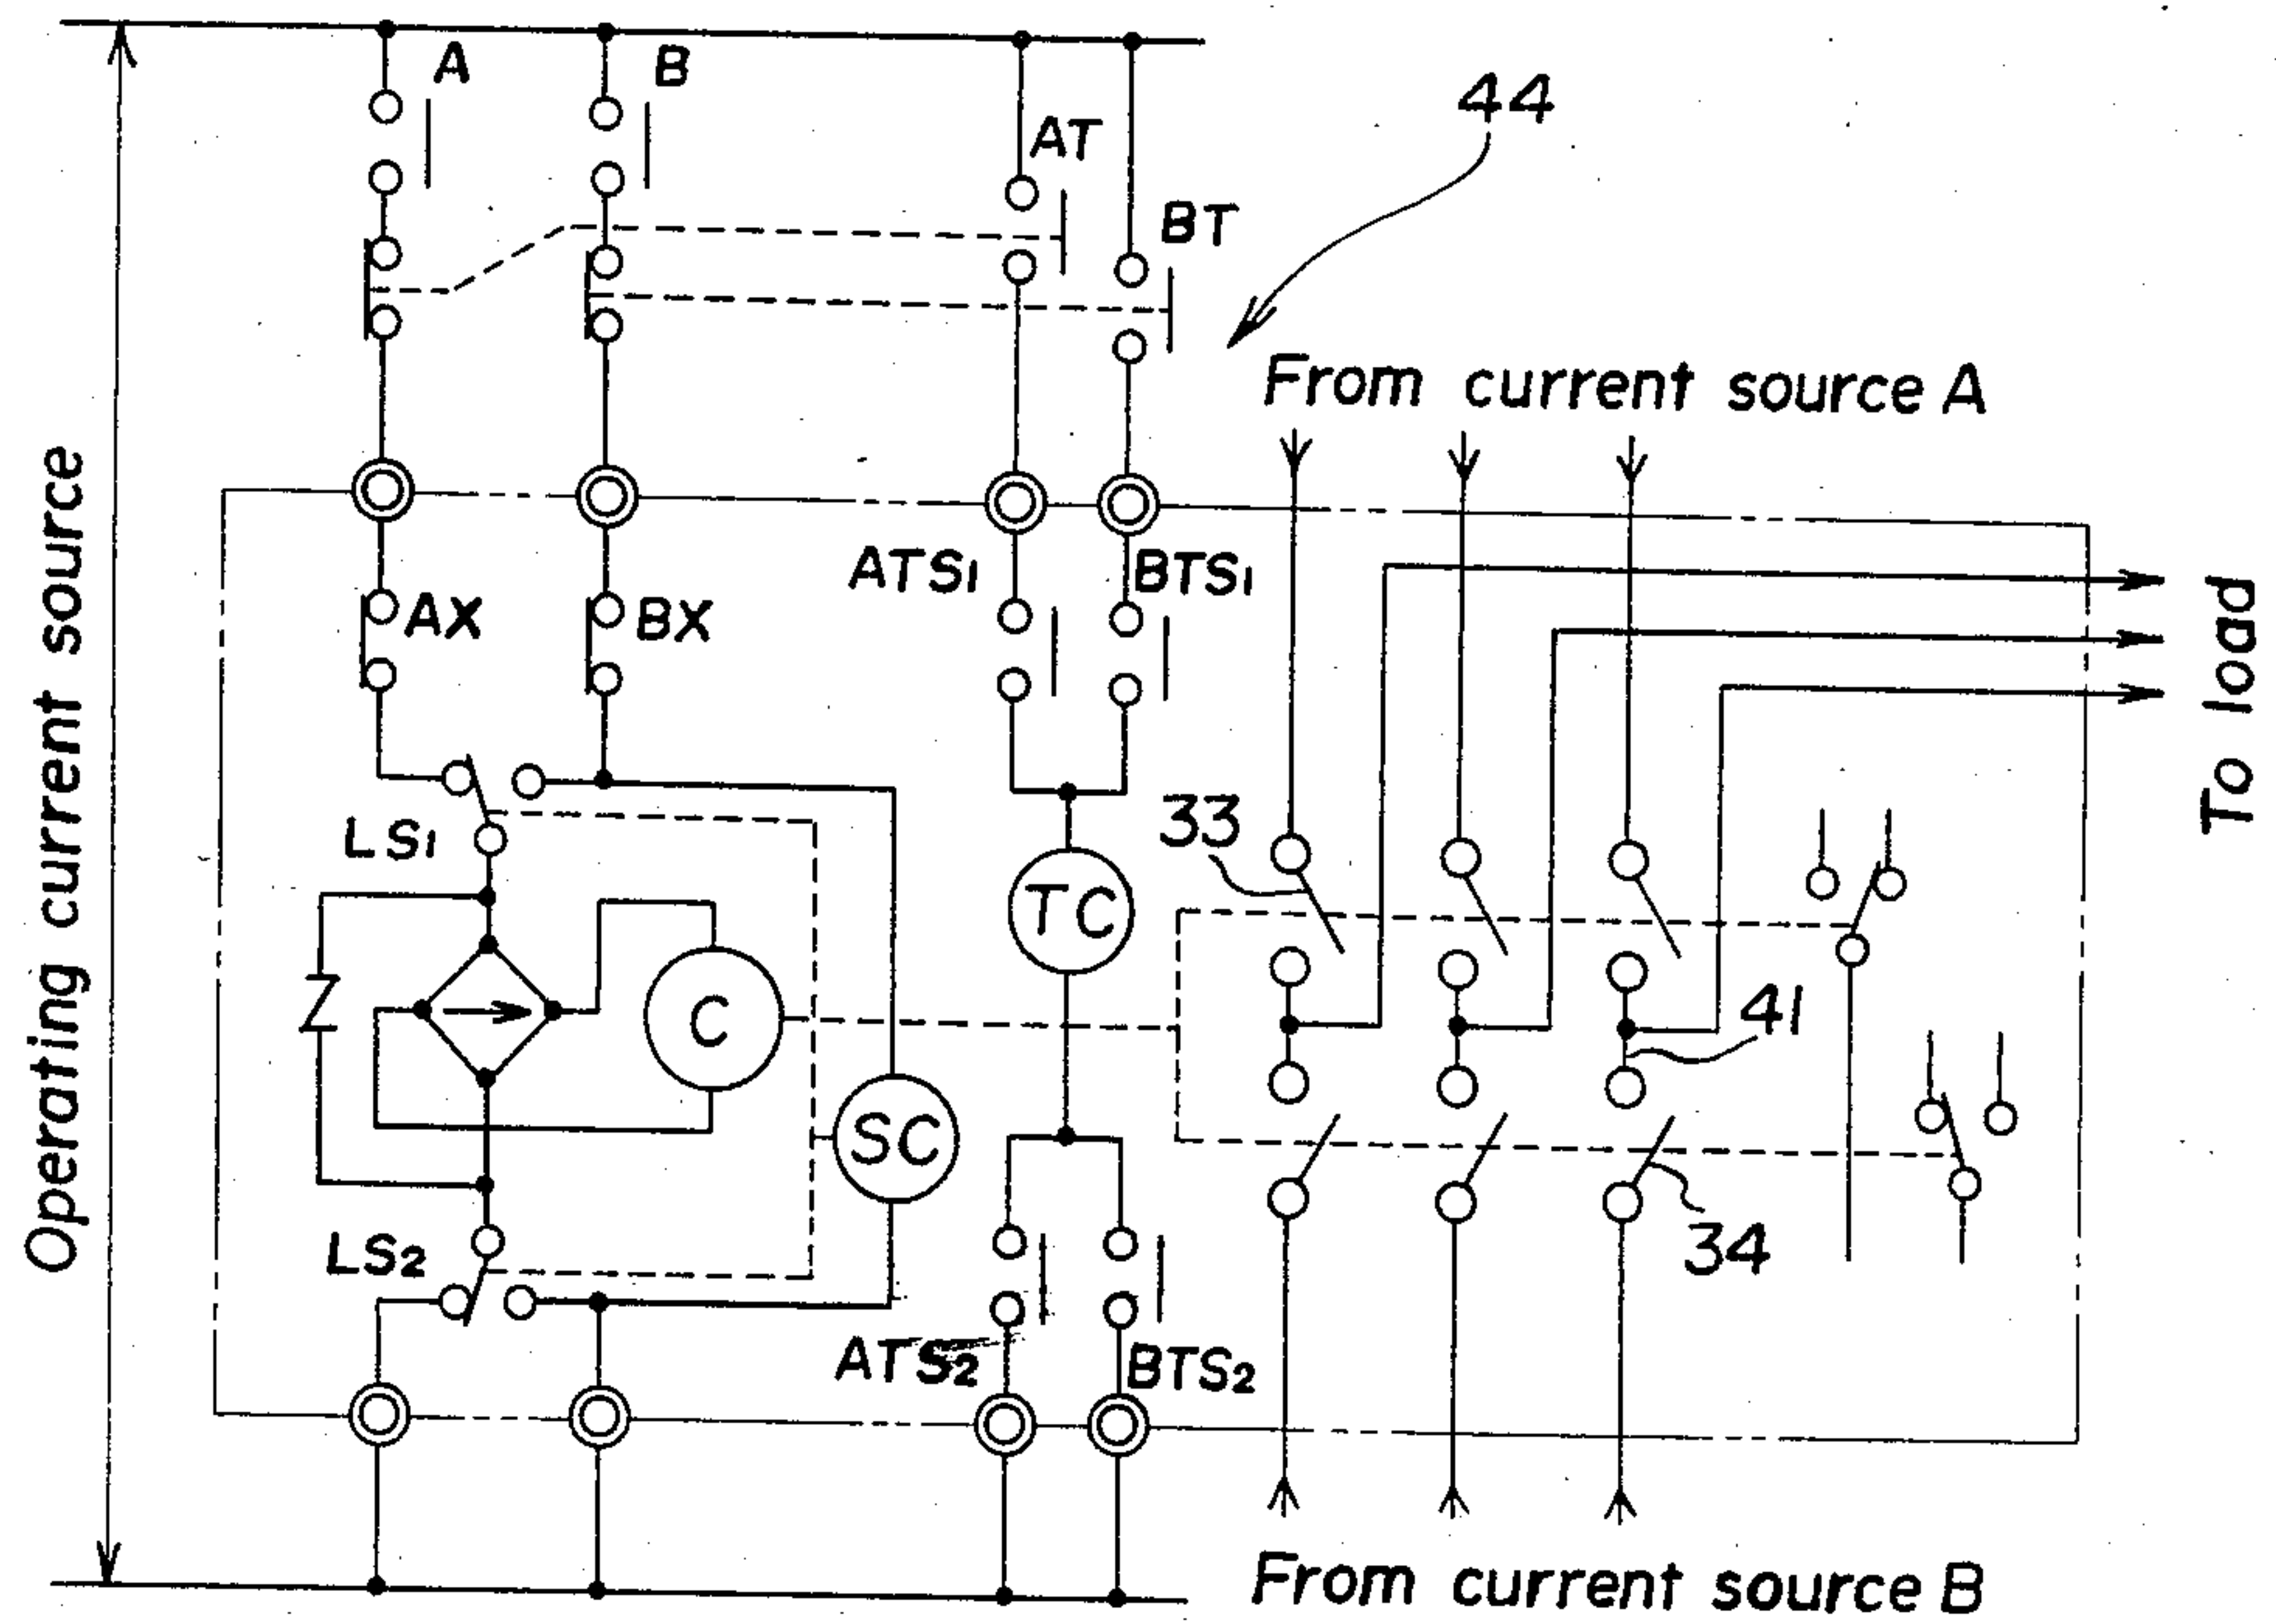 A
B
44
AT
BT
From current source A
Operating current source
ATS1
BTS1
AX
BX
To load
33
LS1
TC
C
41
SC
LS2
34
ATS2
BTS2
From current source B